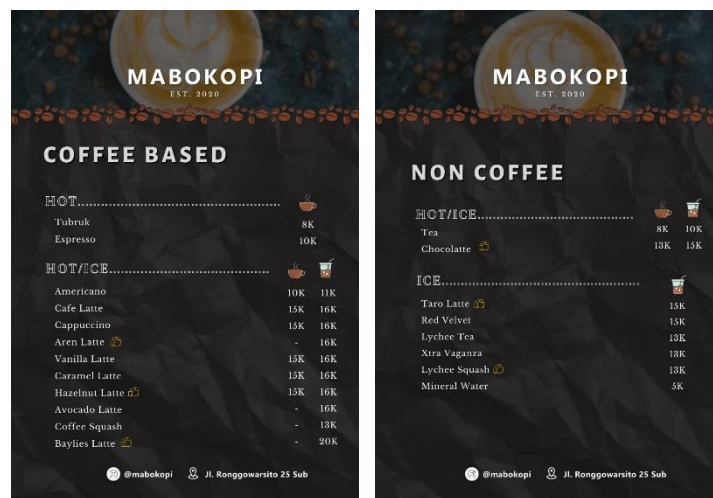 MABOKOPI
EST. 2020
COFFEE BASED
HOT........................................
Tubruk 8K
Espresso 10K
HOT/ICE................................
Americano 10K 11K
Cafe Latte 15K 16K
Cappuccino 15K 16K
Aren Latte - 16K
Vanilla Latte 15K 16K
Caramel Latte 15K 16K
Hazelnut Latte 15K 16K
Avocado Latte - 16K
Coffee Squash - 13K
Baylies Latte - 20K
@mabokopi Jl. Ronggowarsito 25 Sub
MABOKOPI
EST. 2020
NON COFFEE
HOT/ICE................................
Tea 8K 10K
Chocolatte 13K 15K
ICE........................................
Taro Latte 15K
Red Velvet 15K
Lychee Tea 13K
Xtra Vaganza 13K
Lychee Squash 13K
Mineral Water 5K
@mabokopi Jl. Ronggowarsito 25 Sub